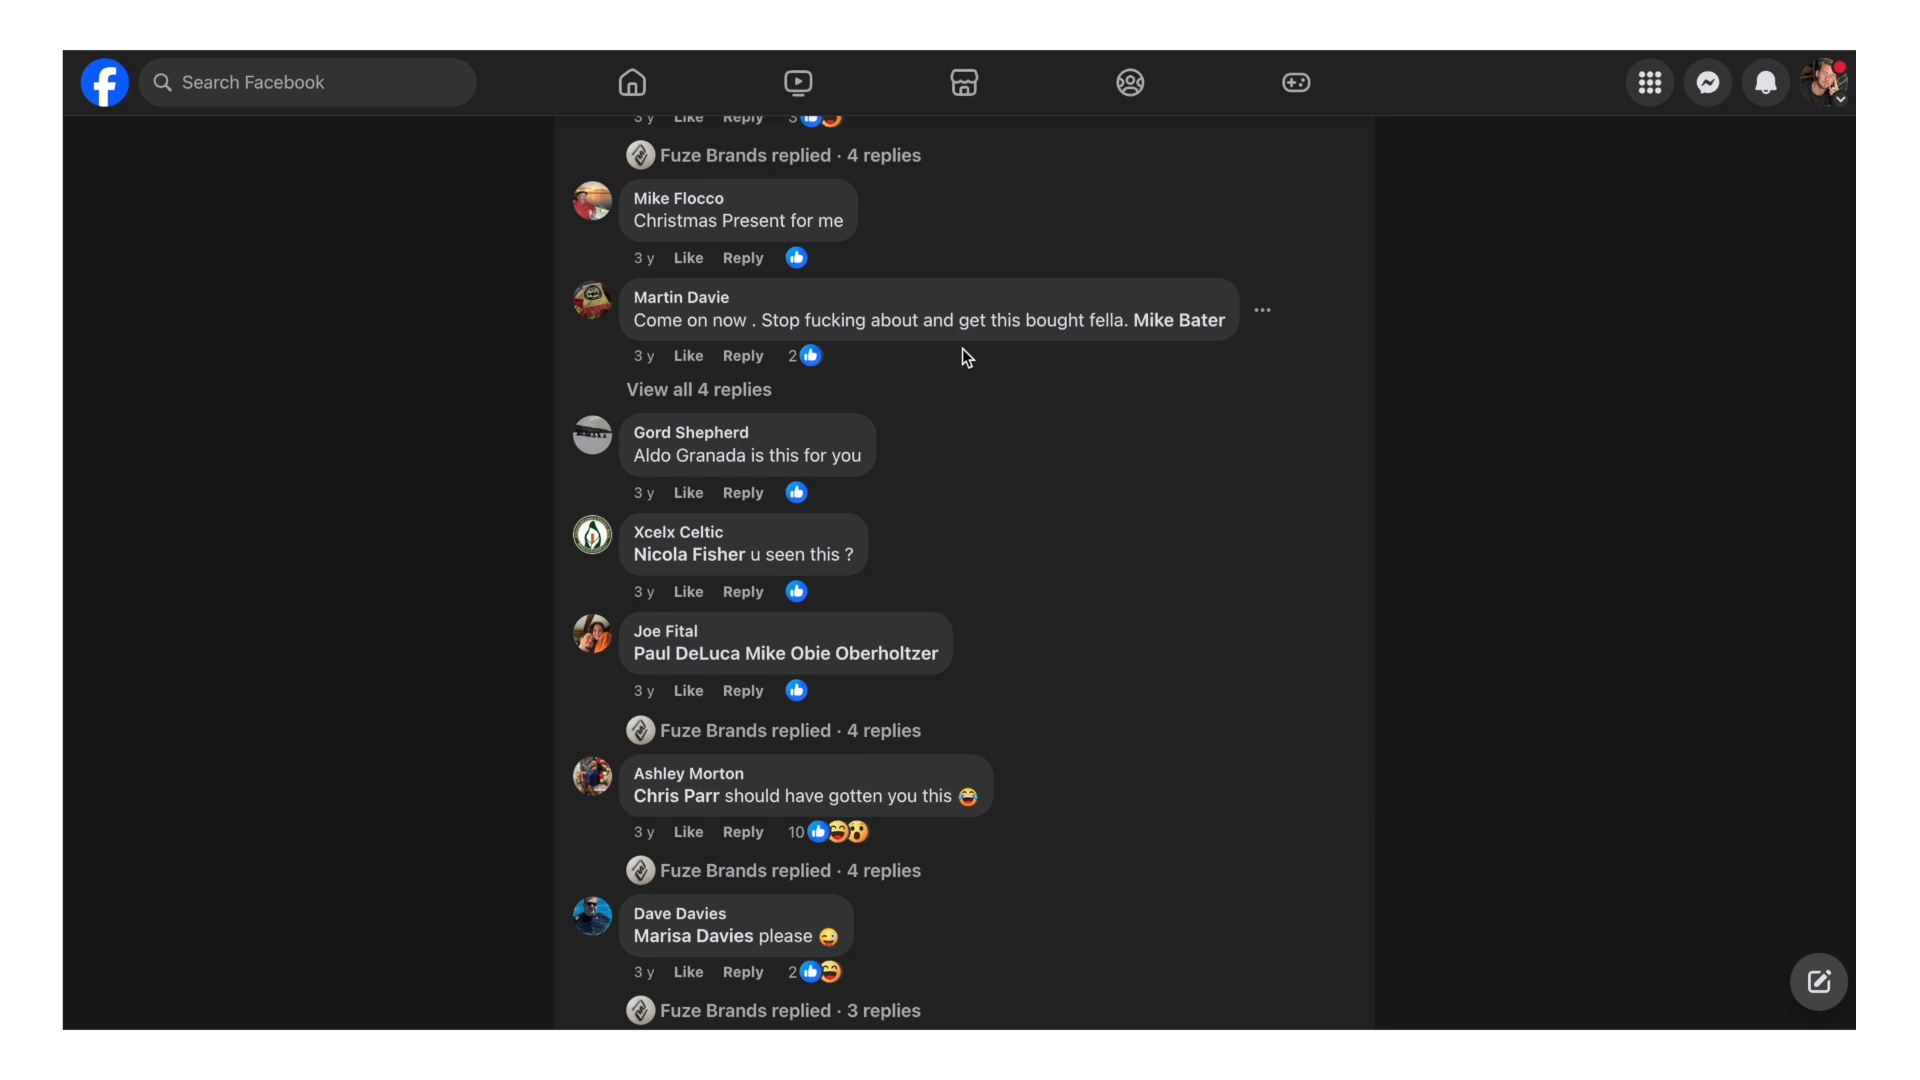 Search Facebook
3 y Like Reply 3
Fuze Brands replied · 4 replies
Mike Flocco
Christmas Present for me
3 y Like Reply
Martin Davie
Come on now . Stop fucking about and get this bought fella. Mike Bater
3 y Like Reply 2
View all 4 replies
Gord Shepherd
Aldo Granada is this for you
3 y Like Reply
Xcelx Celtic
Nicola Fisher u seen this ?
3 y Like Reply
Joe Fital
Paul DeLuca Mike Obie Oberholtzer
3 y Like Reply
Fuze Brands replied · 4 replies
Ashley Morton
Chris Parr should have gotten you this 😂
3 y Like Reply 10
Fuze Brands replied · 4 replies
Dave Davies
Marisa Davies please 😜
3 y Like Reply 2
Fuze Brands replied · 3 replies